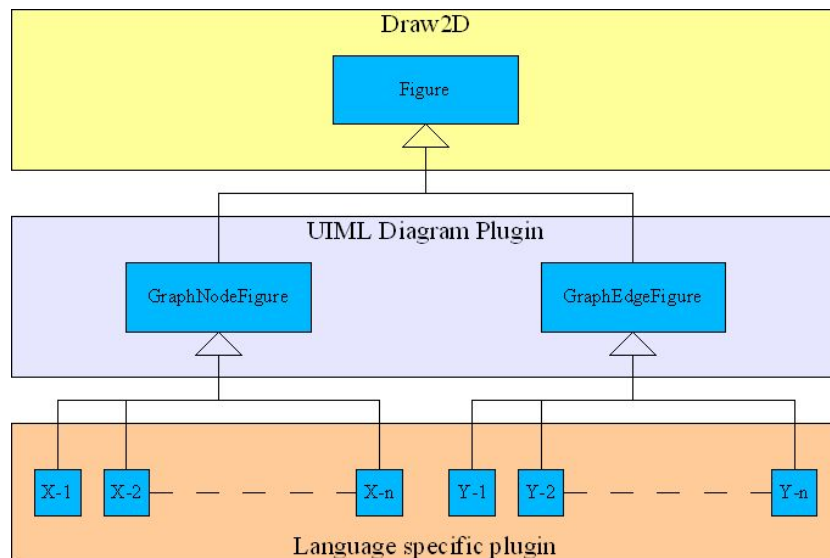 Draw2D
Figure
UIML Diagram Plugin
GraphNodeFigure
GraphEdgeFigure
X-1
X-2
X-n
Y-1
Y-2
Y-n
Language specific plugin